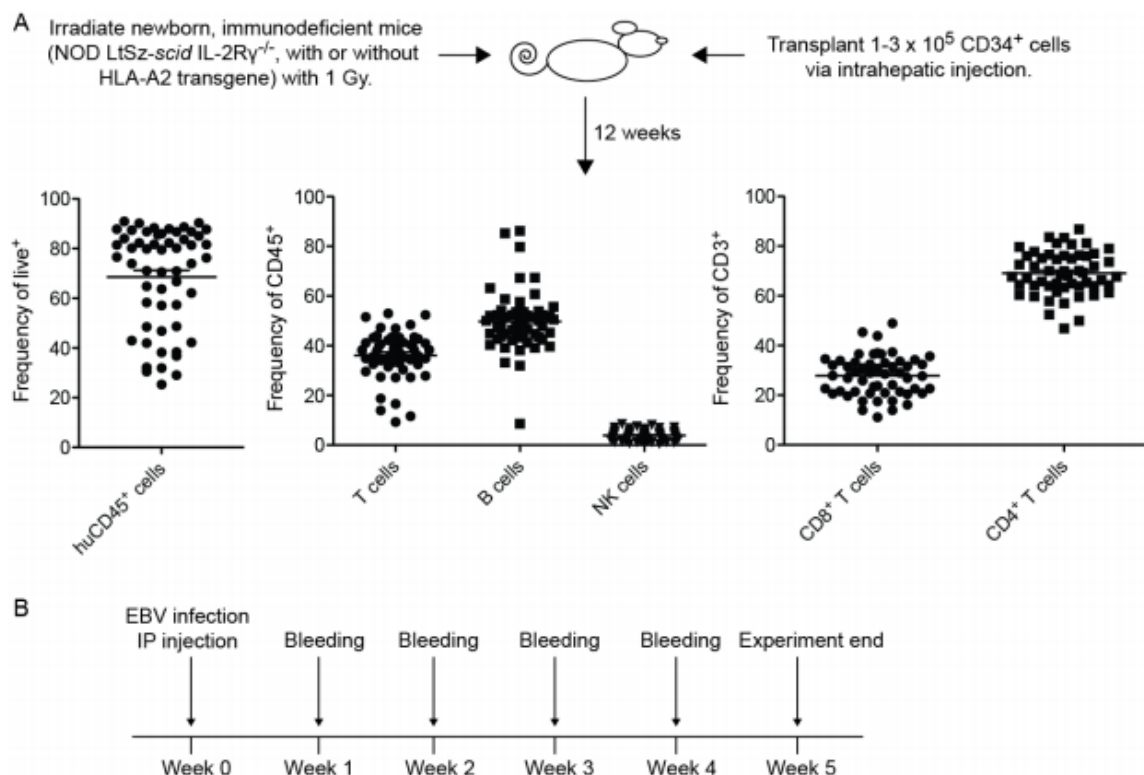 A
Irradiate newborn, immunodeficient mice
(NOD LtSz-scid IL-2Rγ⁻/⁻, with or without
HLA-A2 transgene) with 1 Gy.
Transplant 1-3 x 10⁵ CD34⁺ cells
via intrahepatic injection.
12 weeks
Frequency of live⁺
100
80
60
40
20
0
huCD45⁺ cells
Frequency of CD45⁺
100
80
60
40
20
0
T cells
B cells
NK cells
Frequency of CD3⁺
100
80
60
40
20
0
CD8⁺ T cells
CD4⁺ T cells
B
EBV infection
IP injection
Bleeding
Bleeding
Bleeding
Bleeding
Experiment end
Week 0
Week 1
Week 2
Week 3
Week 4
Week 5